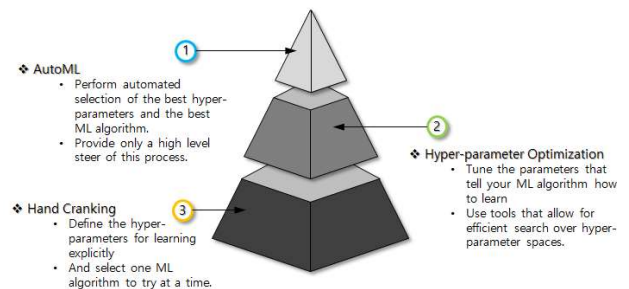 1
❖ AutoML
• Perform automated
selection of the best hyper-
parameters and the best
ML algorithm.
• Provide only a high level
steer of this process.
2
❖ Hyper-parameter Optimization
• Tune the parameters that
tell your ML algorithm how
to learn
• Use tools that allow for
efficient search over hyper-
parameter spaces.
3
❖ Hand Cranking
• Define the hyper-
parameters for learning
explicitly
• And select one ML
algorithm to try at a time.